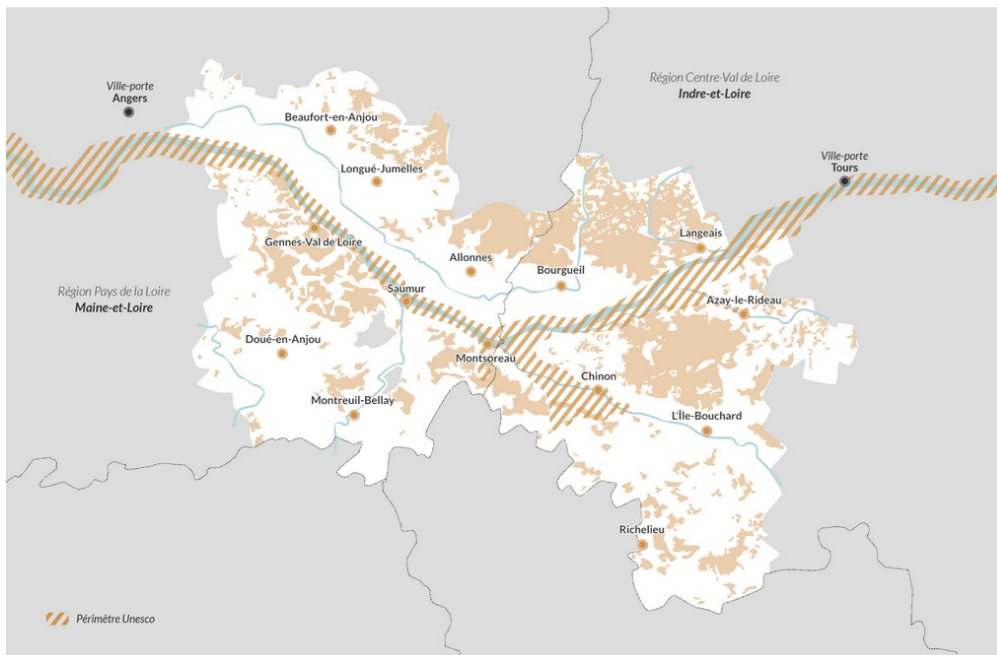 Région Centre-Val de Loire
Indre-et-Loire
Ville-porte
Angers
Beaufort-en-Anjou
Longué-Jumelles
Ville-porte
Tours
Gennes-Val de Loire
Langeais
Allonnes
Bourgueil
Région Pays de la Loire
Maine-et-Loire
Saumur
Azay-le-Rideau
Doué-en-Anjou
Montsoreau
Chinon
Montreuil-Bellay
L'Île-Bouchard
Richelieu
Périmètre Unesco